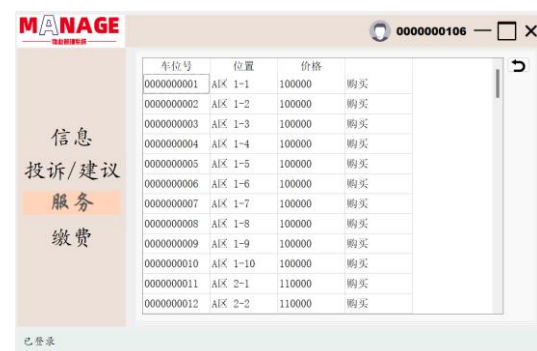 MANAGE
物业管理系统
0000000106
信息
投诉/建议
服务
缴费
车位号 位置 价格
0000000001 A区 1-1 100000 购买
0000000002 A区 1-2 100000 购买
0000000003 A区 1-3 100000 购买
0000000004 A区 1-4 100000 购买
0000000005 A区 1-5 100000 购买
0000000006 A区 1-6 100000 购买
0000000007 A区 1-7 100000 购买
0000000008 A区 1-8 100000 购买
0000000009 A区 1-9 100000 购买
0000000010 A区 1-10 100000 购买
0000000011 A区 2-1 110000 购买
0000000012 A区 2-2 110000 购买
已登录